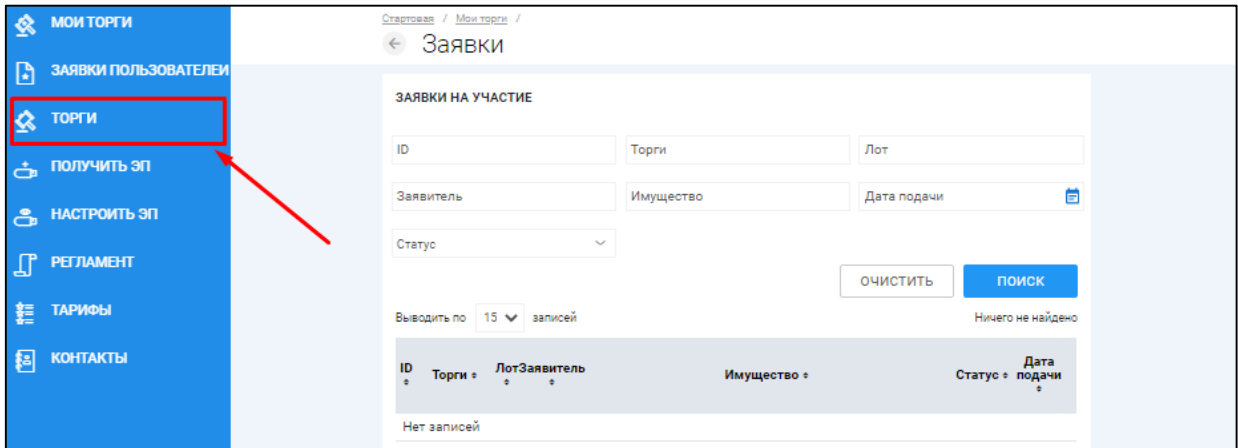 МОИ ТОРГИ
ЗАЯВКИ ПОЛЬЗОВАТЕЛЕЙ
ТОРГИ
ПОЛУЧИТЬ ЭП
НАСТРОИТЬ ЭП
РЕГЛАМЕНТ
ТАРИФЫ
КОНТАКТЫ
Стартовая / Мои торги /
Заявки
ЗАЯВКИ НА УЧАСТИЕ
ID Торги Лот
Заявитель Имущество Дата подачи
Статус
ОЧИСТИТЬ ПОИСК
Выводить по 15 записей Ничего не найдено
ID Торги Лот Заявитель Имущество Статус Дата подачи
Нет записей